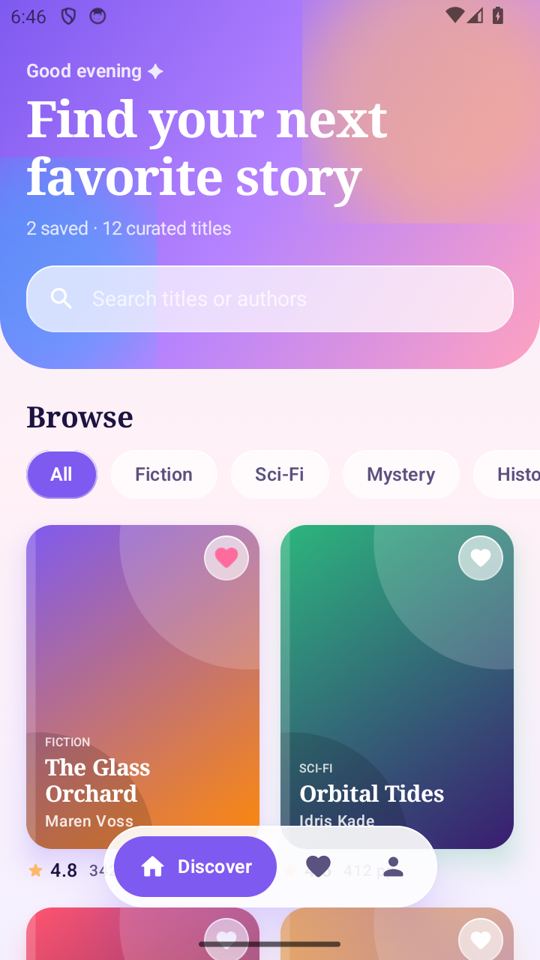 6:46
Good evening
Find your next
favorite story
2 saved · 12 curated titles
Search titles or authors
Browse
All
Fiction
Sci-Fi
Mystery
Histo
FICTION
The Glass
Orchard
Maren Voss
SCI-FI
Orbital Tides
Idris Kade
4.8
Discover
412